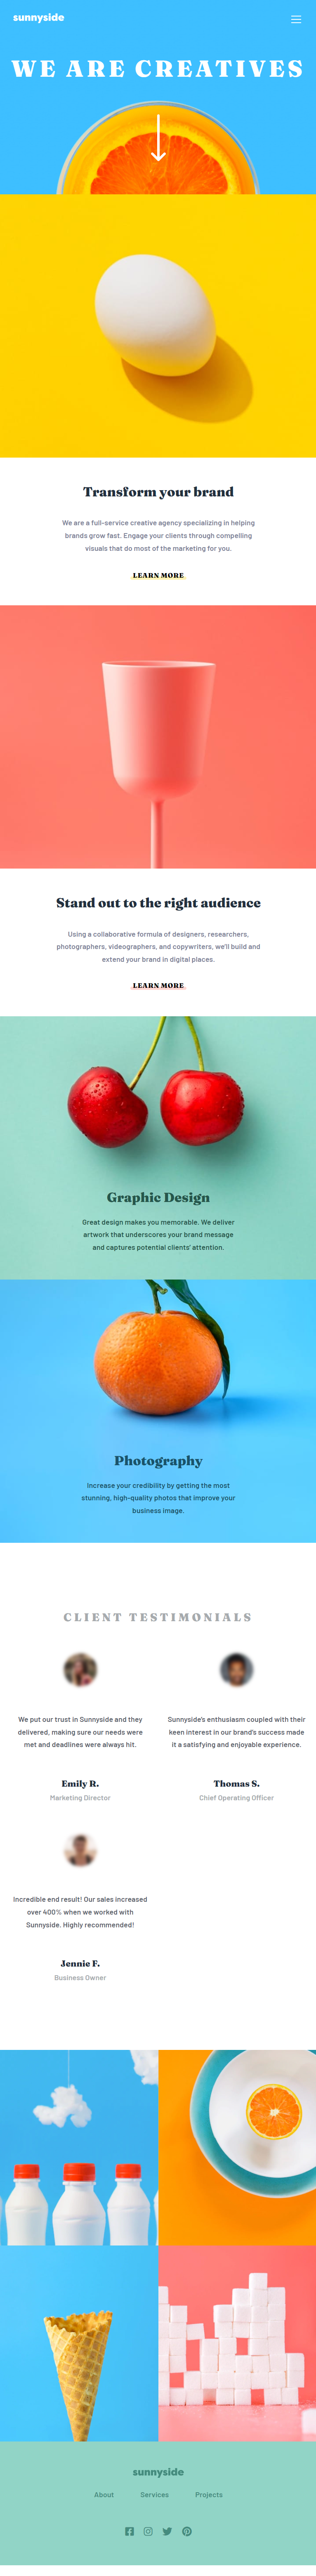 sunnyside
WE ARE CREATIVES
Transform your brand
We are a full-service creative agency specializing in helping
brands grow fast. Engage your clients through compelling
visuals that do most of the marketing for you.
LEARN MORE
Stand out to the right audience
Using a collaborative formula of designers, researchers,
photographers, videographers, and copywriters, we'll build and
extend your brand in digital places.
LEARN MORE
Graphic Design
Great design makes you memorable. We deliver
artwork that underscores your brand message
and captures potential clients' attention.
Photography
Increase your credibility by getting the most
stunning, high-quality photos that improve your
business image.
CLIENT TESTIMONIALS
We put our trust in Sunnyside and they
delivered, making sure our needs were
met and deadlines were always hit.
Emily R.
Marketing Director
Sunnyside's enthusiasm coupled with their
keen interest in our brand's success made
it a satisfying and enjoyable experience.
Thomas S.
Chief Operating Officer
Incredible end result! Our sales increased
over 400% when we worked with
Sunnyside. Highly recommended!
Jennie F.
Business Owner
sunnyside
About Services Projects